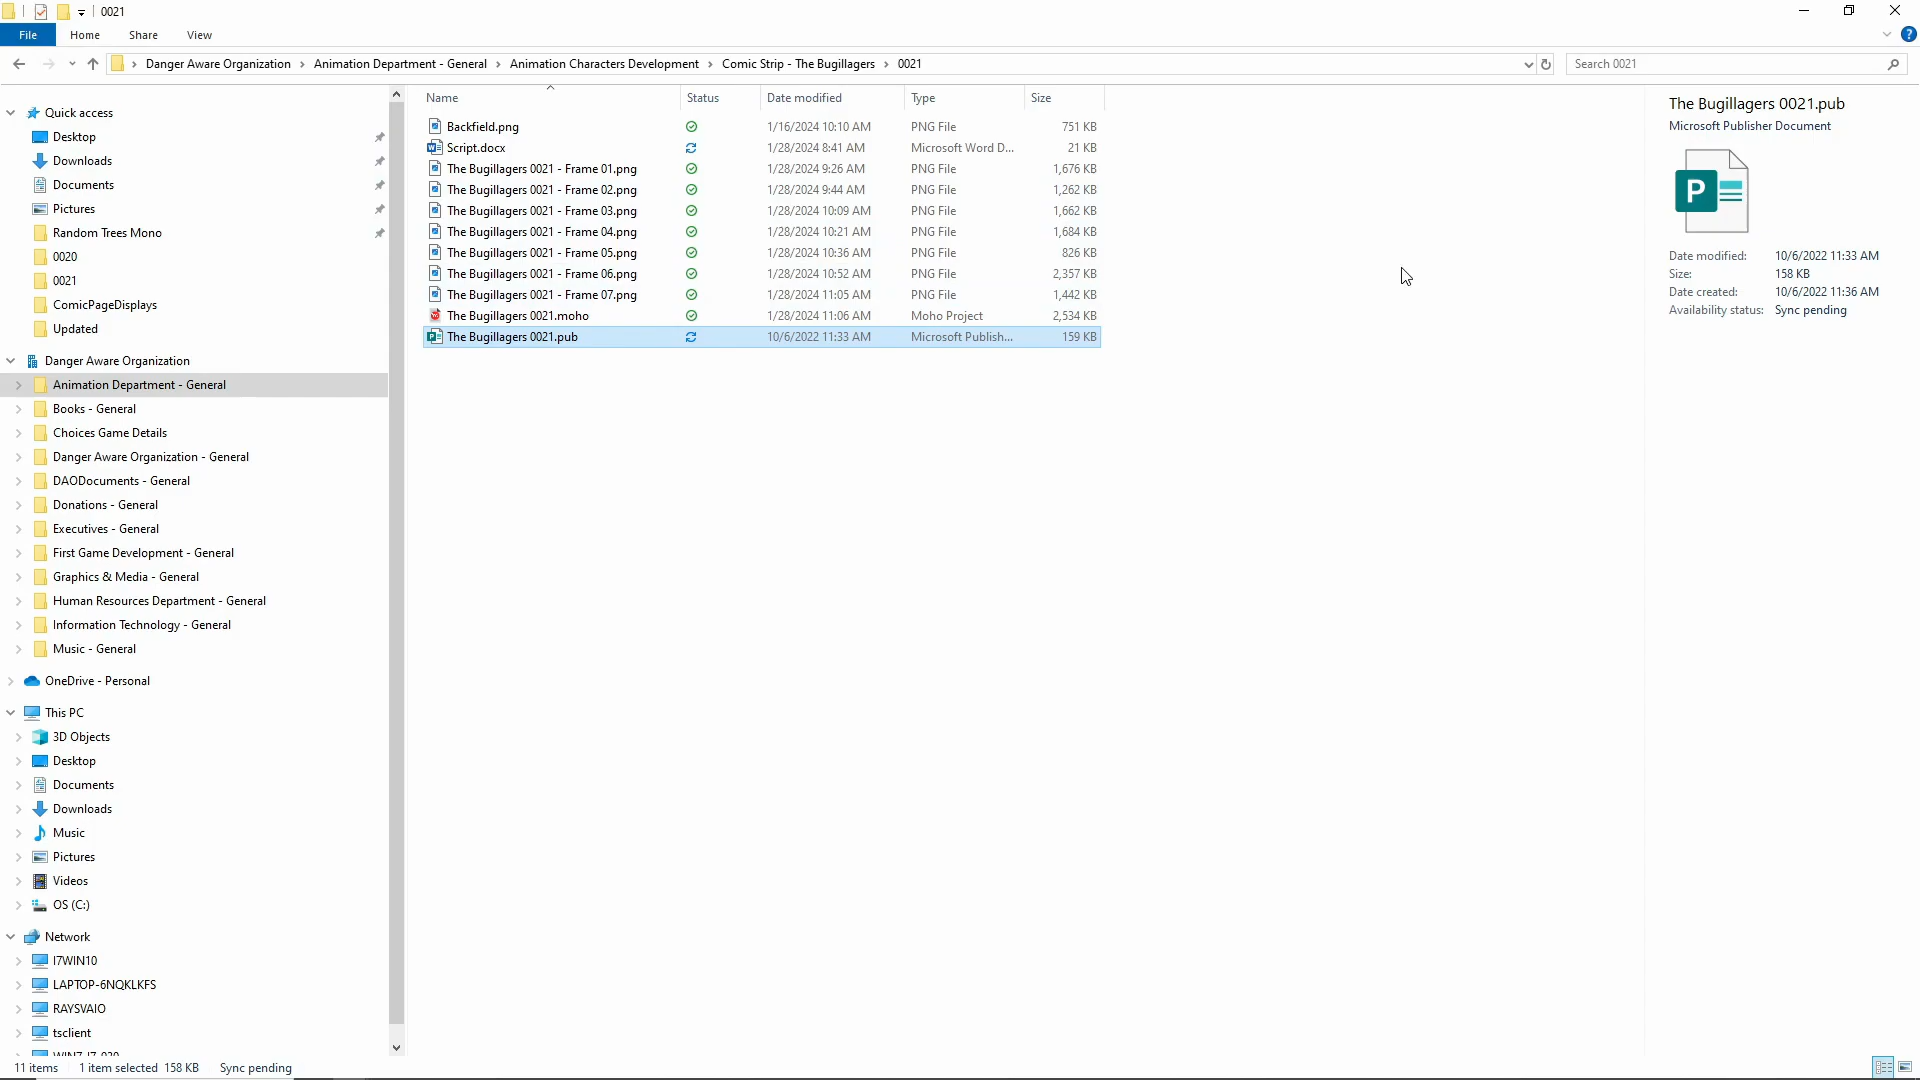 0021
File Home Share View
Danger Aware Organization Animation Department - General Animation Characters Development Comic Strip - The Bugillagers 0021
Search 0021
Quick access
Desktop
Downloads
Documents
Pictures
Random Trees Mono
0020
0021
ComicPageDisplays
Updated
Danger Aware Organization
Animation Department - General
Books - General
Choices Game Details
Danger Aware Organization - General
DAODocuments - General
Donations - General
Executives - General
First Game Development - General
Graphics & Media - General
Human Resources Department - General
Information Technology - General
Music - General
OneDrive - Personal
This PC
3D Objects
Desktop
Documents
Downloads
Music
Pictures
Videos
OS (C:)
Network
I7WIN10
LAPTOP-6NQKLKFS
RAYSVAIO
tsclient
Name Status Date modified Type Size
Backfield.png 1/16/2024 10:10 AM PNG File 751 KB
Script.docx 1/28/2024 8:41 AM Microsoft Word D... 21 KB
The Bugillagers 0021 - Frame 01.png 1/28/2024 9:26 AM PNG File 1,676 KB
The Bugillagers 0021 - Frame 02.png 1/28/2024 9:44 AM PNG File 1,262 KB
The Bugillagers 0021 - Frame 03.png 1/28/2024 10:09 AM PNG File 1,662 KB
The Bugillagers 0021 - Frame 04.png 1/28/2024 10:21 AM PNG File 1,684 KB
The Bugillagers 0021 - Frame 05.png 1/28/2024 10:36 AM PNG File 826 KB
The Bugillagers 0021 - Frame 06.png 1/28/2024 10:52 AM PNG File 2,357 KB
The Bugillagers 0021 - Frame 07.png 1/28/2024 11:05 AM PNG File 1,442 KB
The Bugillagers 0021.moho 1/28/2024 11:06 AM Moho Project 2,534 KB
The Bugillagers 0021.pub 10/6/2022 11:33 AM Microsoft Publish... 159 KB
The Bugillagers 0021.pub
Microsoft Publisher Document
P
Date modified: 10/6/2022 11:33 AM
Size: 158 KB
Date created: 10/6/2022 11:36 AM
Availability status: Sync pending
11 items 1 item selected 158 KB Sync pending